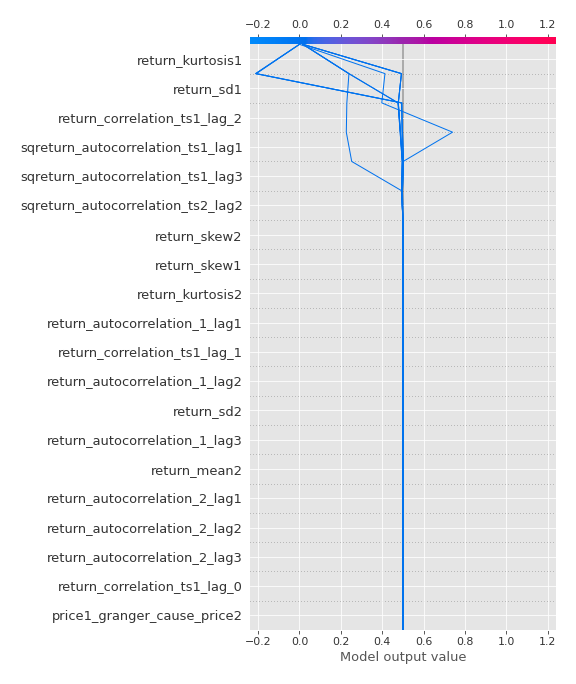 −0.2 0.0 0.2 0.4 0.6 0.8 1.0 1.2
return_kurtosis1
return_sd1
return_correlation_ts1_lag_2
sqreturn_autocorrelation_ts1_lag1
sqreturn_autocorrelation_ts1_lag3
sqreturn_autocorrelation_ts2_lag2
return_skew2
return_skew1
return_kurtosis2
return_autocorrelation_1_lag1
return_correlation_ts1_lag_1
return_autocorrelation_1_lag2
return_sd2
return_autocorrelation_1_lag3
return_mean2
return_autocorrelation_2_lag1
return_autocorrelation_2_lag2
return_autocorrelation_2_lag3
return_correlation_ts1_lag_0
price1_granger_cause_price2
−0.2 0.0 0.2 0.4 0.6 0.8 1.0 1.2
Model output value